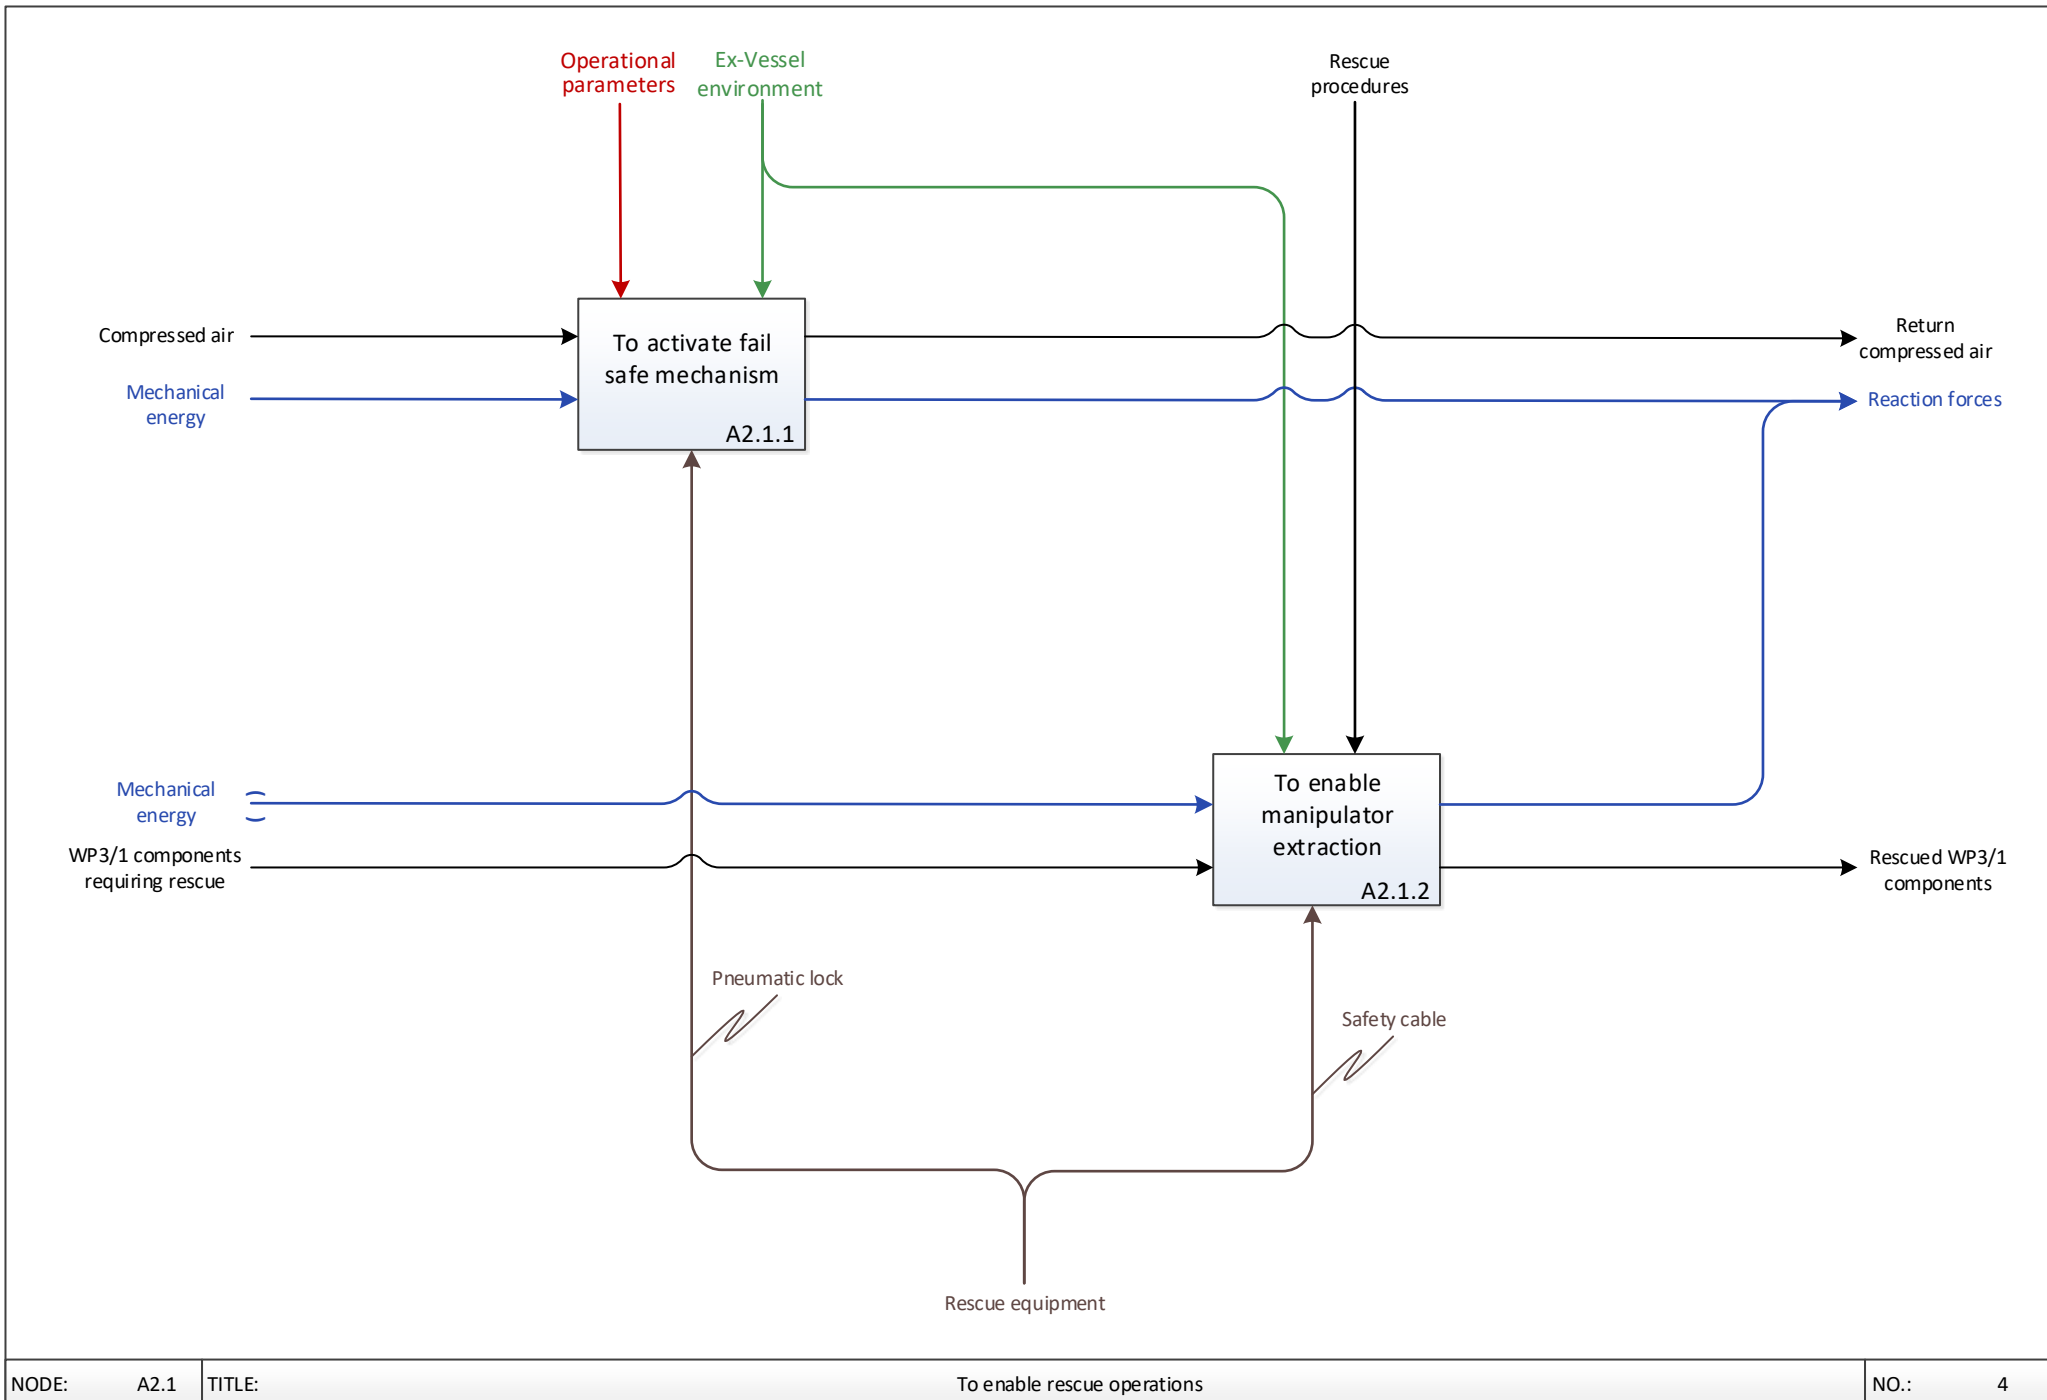 Operational
parameters
Ex-Vessel
environment
Rescue
procedures
Compressed air
Mechanical
energy
To activate fail
safe mechanism
A2.1.1
Return
compressed air
Reaction forces
Mechanical
energy
WP3/1 components
requiring rescue
To enable
manipulator
extraction
A2.1.2
Rescued WP3/1
components
Pneumatic lock
Safety cable
Rescue equipment
NODE: A2.1 TITLE: To enable rescue operations NO.: 4